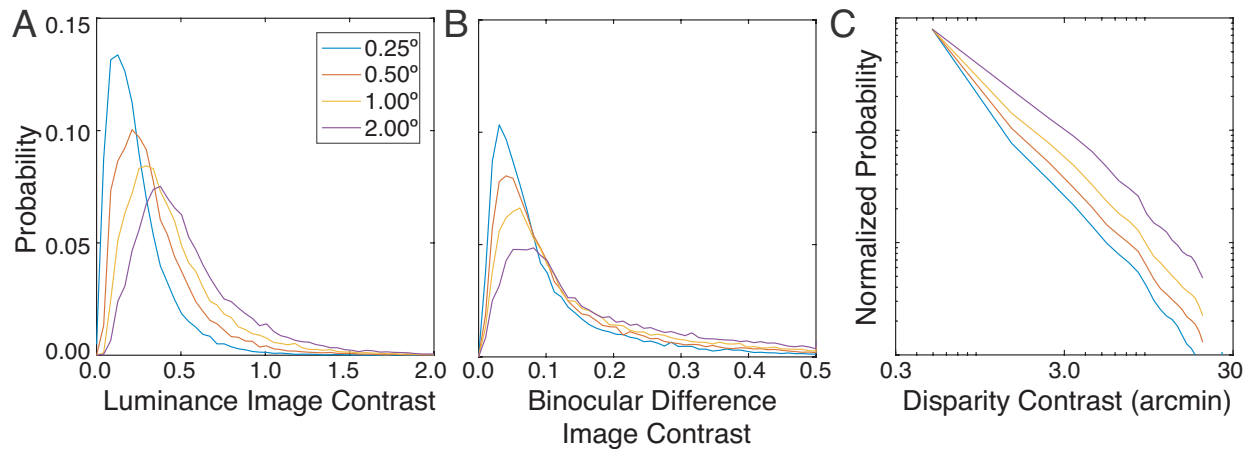 A
Probability
0.15
0.10
0.05
0.00
0.25º
0.50º
1.00º
2.00º
0.0 0.5 1.0 1.5 2.0
Luminance Image Contrast
B
0.0 0.1 0.2 0.3 0.4 0.5
Binocular Difference
Image Contrast
C
Normalized Probability
0.3 3.0 30
Disparity Contrast (arcmin)